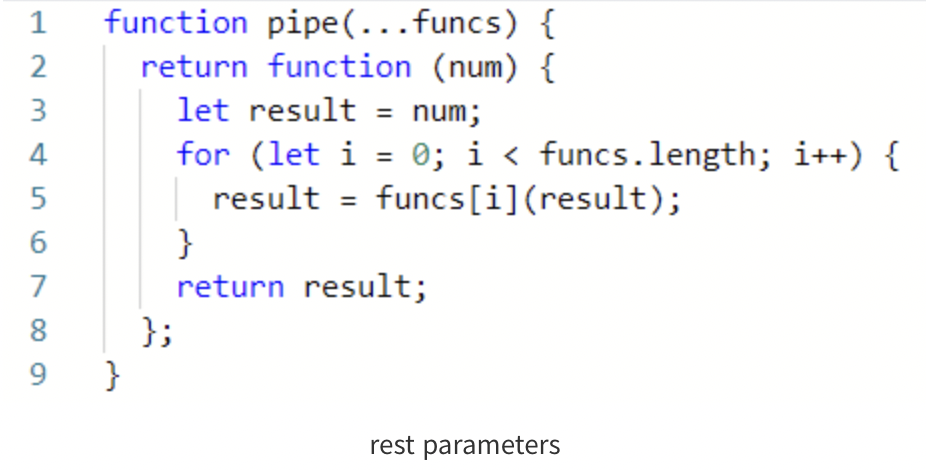 1 function pipe(...funcs) {
2 return function (num) {
3 let result = num;
4 for (let i = 0; i < funcs.length; i++) {
5 result = funcs[i](result);
6 }
7 return result;
8 };
9 }
rest parameters